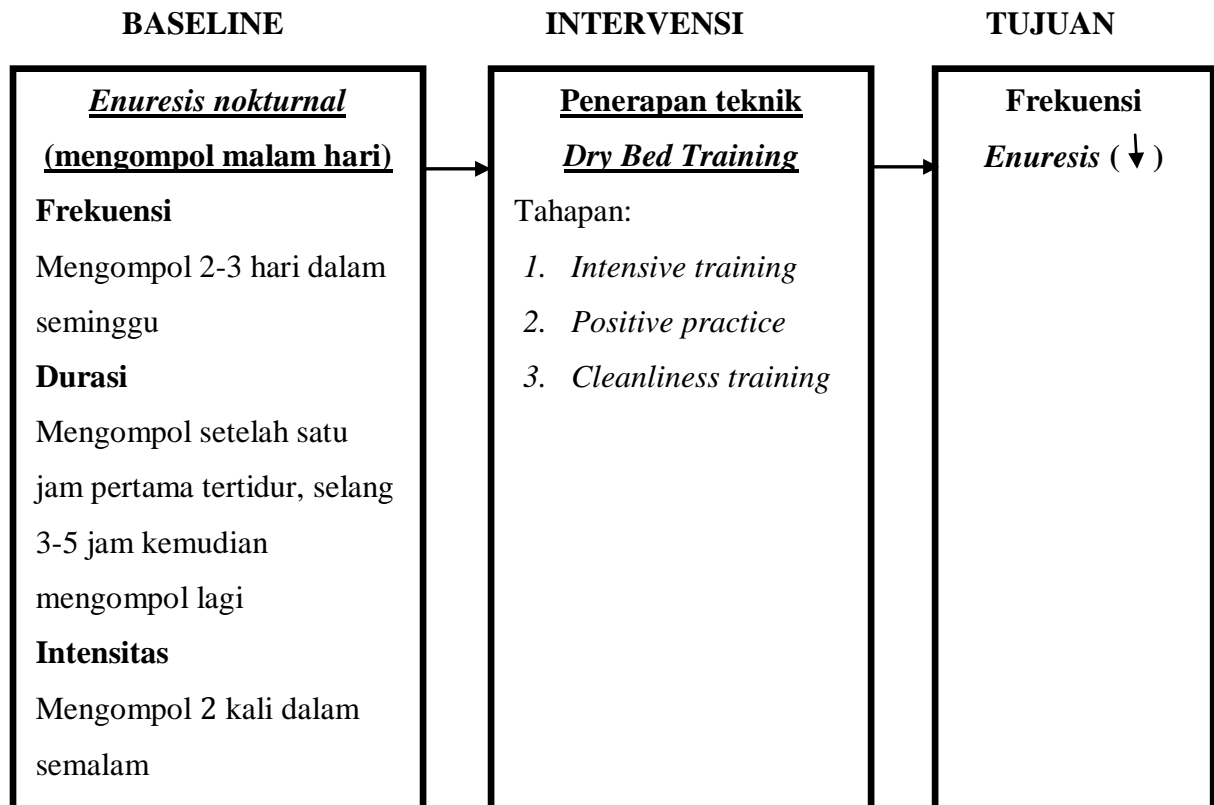 BASELINE
INTERVENSI
TUJUAN
Enuresis nokturnal
(mengompol malam hari)
Frekuensi
Mengompol 2-3 hari dalam
seminggu
Durasi
Mengompol setelah satu
jam pertama tertidur, selang
3-5 jam kemudian
mengompol lagi
Intensitas
Mengompol 2 kali dalam
semalam
Penerapan teknik
Dry Bed Training
Tahapan:
1. Intensive training
2. Positive practice
3. Cleanliness training
Frekuensi
Enuresis (↓)